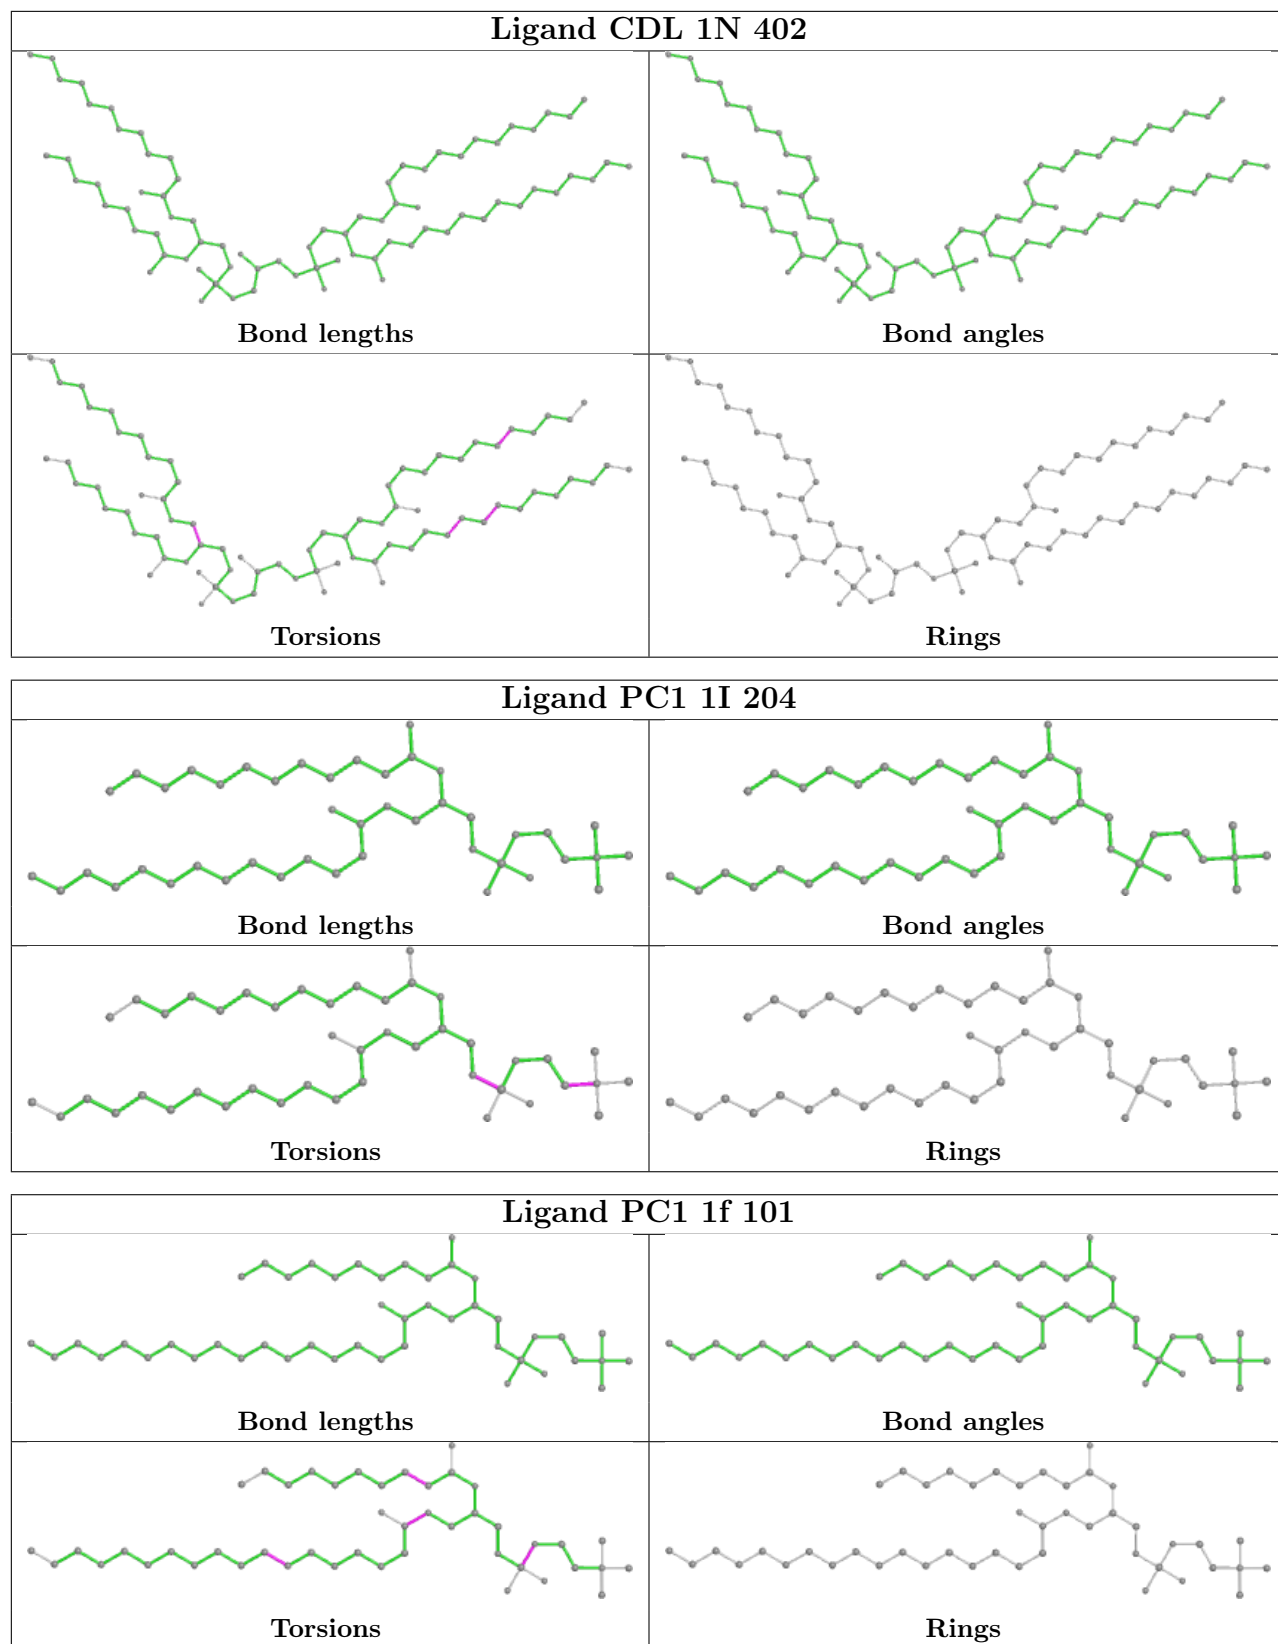 Ligand CDL 1N 402
Bond lengths
Bond angles
Torsions
Rings
Ligand PC1 1I 204
Bond lengths
Bond angles
Torsions
Rings
Ligand PC1 1f 101
Bond lengths
Bond angles
Torsions
Rings